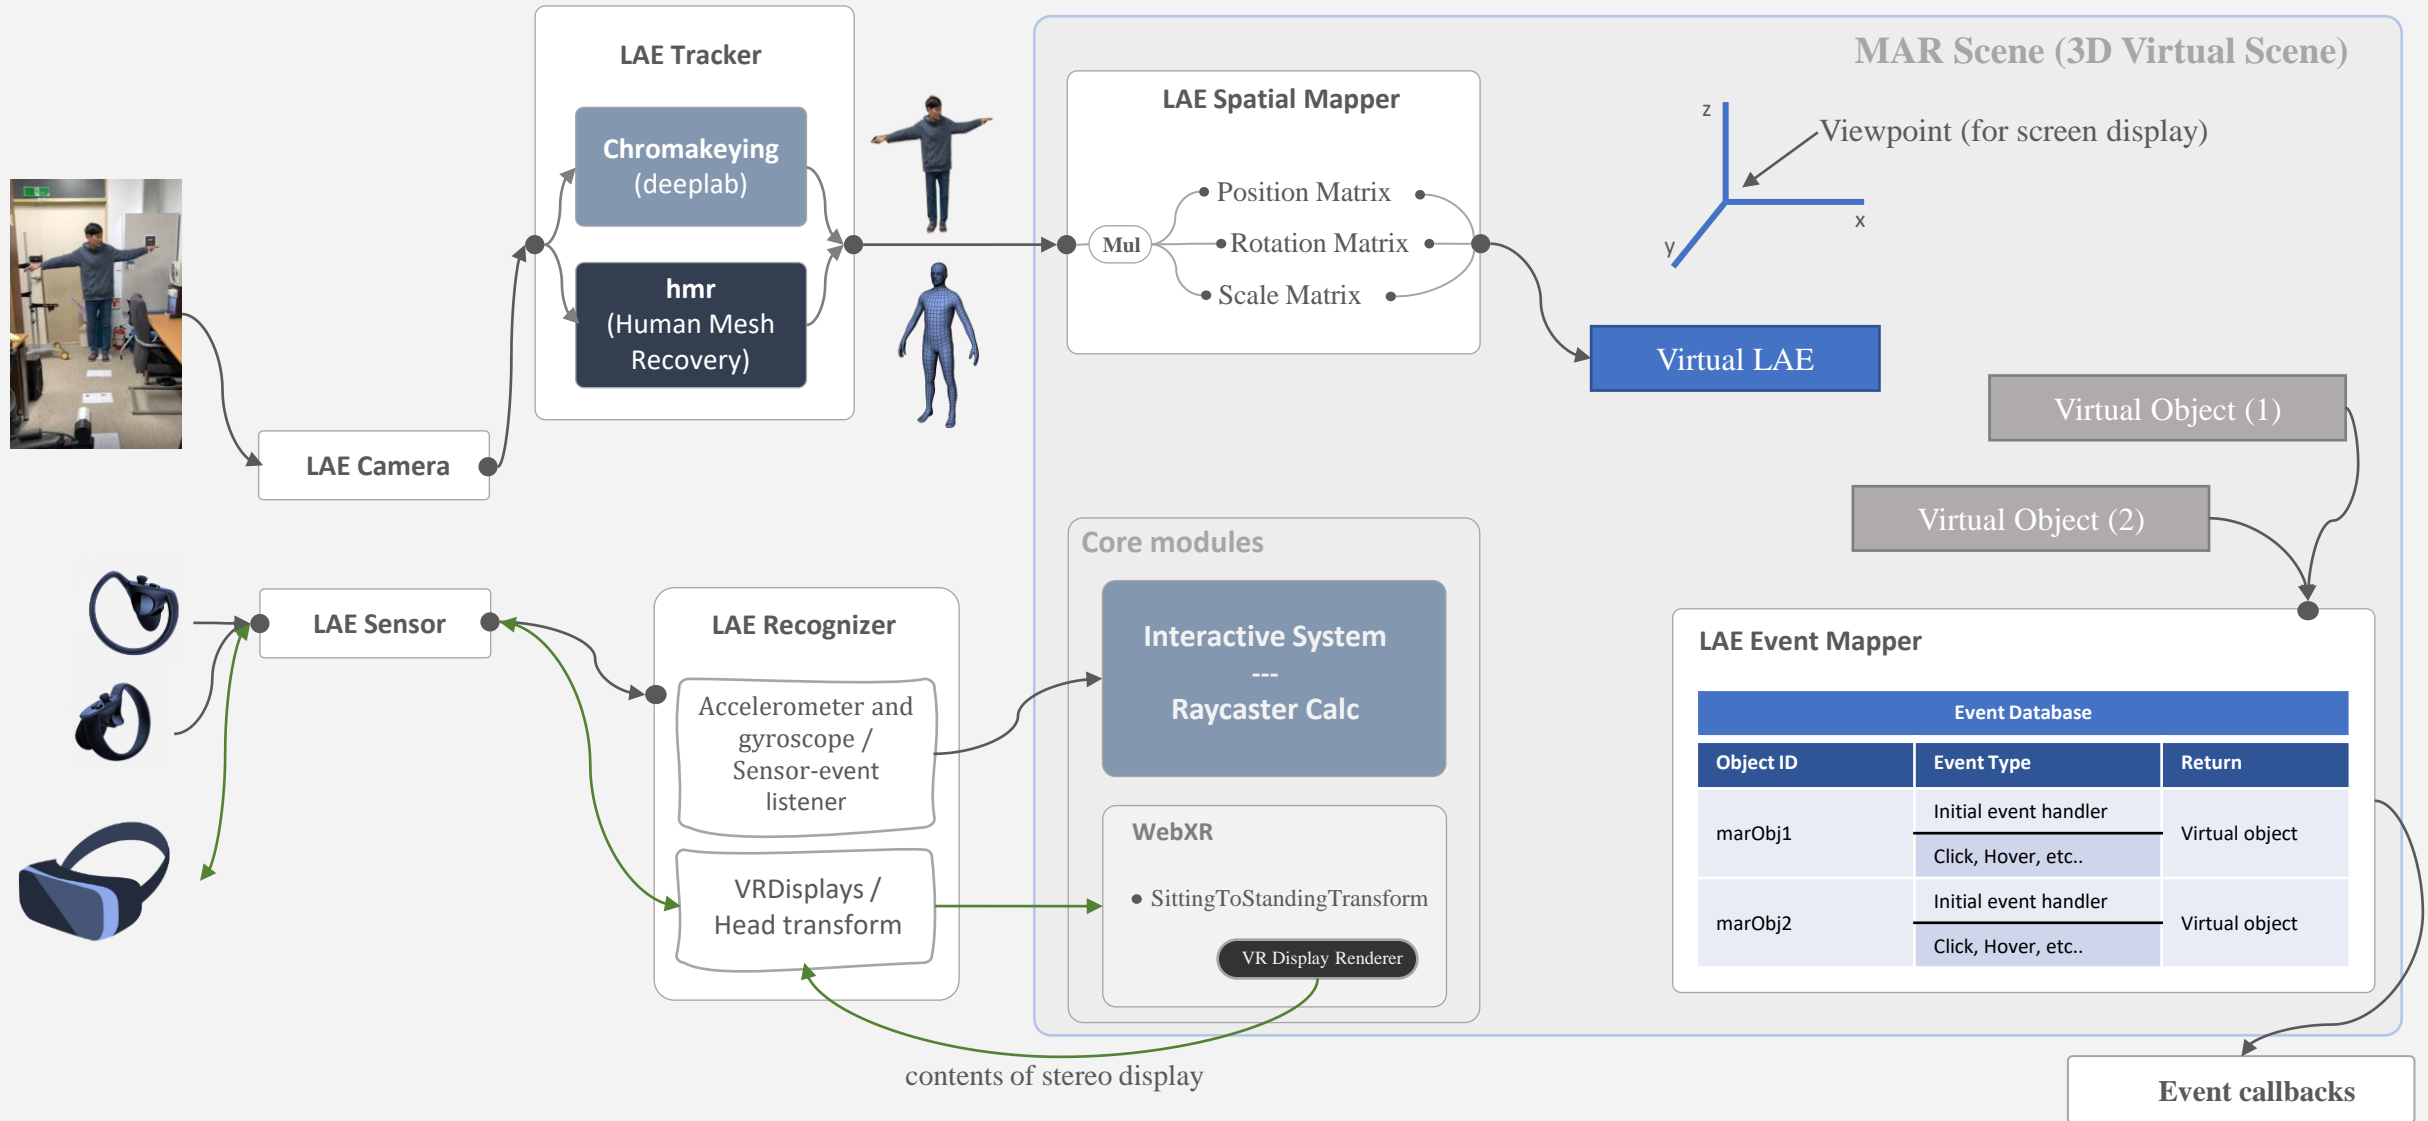 LAE Tracker
Chromakeying
(deeplab)
hmr
(Human Mesh
Recovery)
LAE Camera
MAR Scene (3D Virtual Scene)
LAE Spatial Mapper
Mul
Position Matrix
Rotation Matrix
Scale Matrix
z
x
y
Viewpoint (for screen display)
Virtual LAE
Virtual Object (1)
Virtual Object (2)
LAE Sensor
LAE Recognizer
Accelerometer and
gyroscope /
Sensor-event
listener
VRDisplays /
Head transform
Core modules
Interactive System
---
Raycaster Calc
WebXR
• SittingToStandingTransform
VR Display Renderer
contents of stereo display
LAE Event Mapper
Event Database
Object ID Event Type Return
marObj1
Initial event handler
Click, Hover, etc..
Virtual object
marObj2
Initial event handler
Click, Hover, etc..
Virtual object
Event callbacks